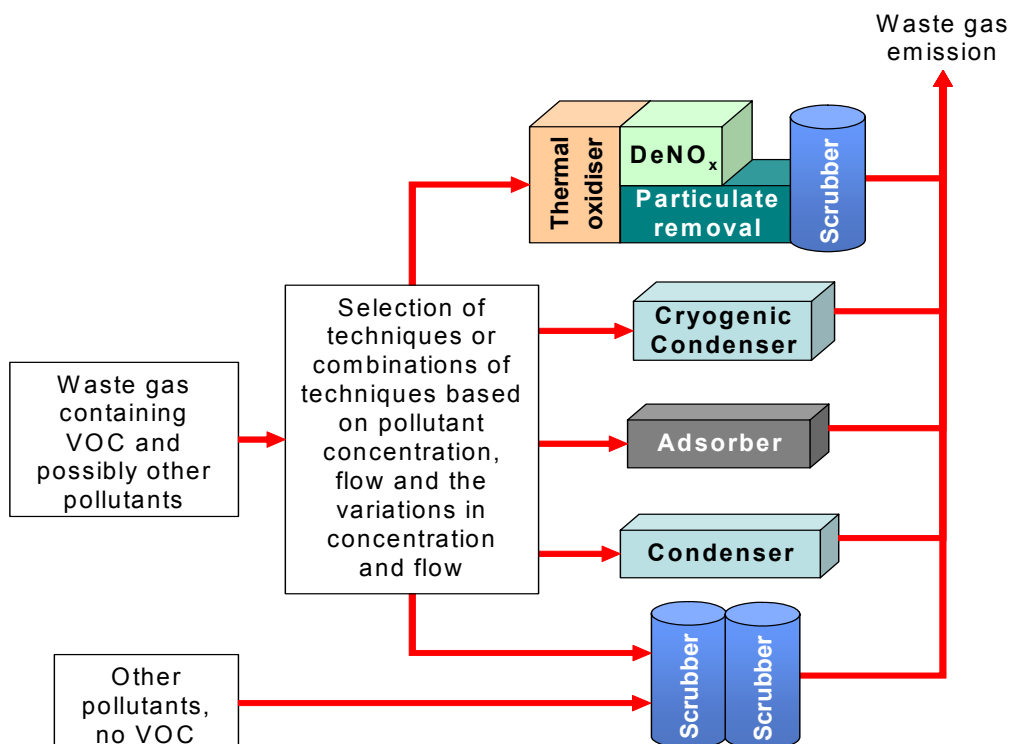 Waste gas
emission
Thermal
oxidiser
DeNOx
Particulate
removal
Scrubber
Selection of
techniques or
combinations of
techniques based
on pollutant
concentration,
flow and the
variations in
concentration
and flow
Cryogenic
Condenser
Waste gas
containing
VOC and
possibly other
pollutants
Adsorber
Condenser
Scrubber
Scrubber
Other
pollutants,
no VOC